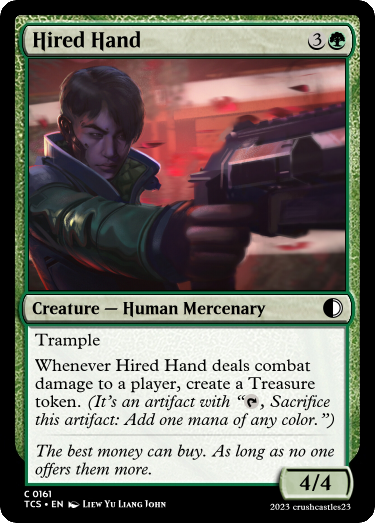 Hired Hand 3
Creature — Human Mercenary
Trample
Whenever Hired Hand deals combat
damage to a player, create a Treasure
token. (It's an artifact with “, Sacrifice
this artifact: Add one mana of any color.”)
The best money can buy. As long as no one
offers them more.
4/4
C 0161
TCS • EN Liew Yu Liang John
2023 crushcastles23